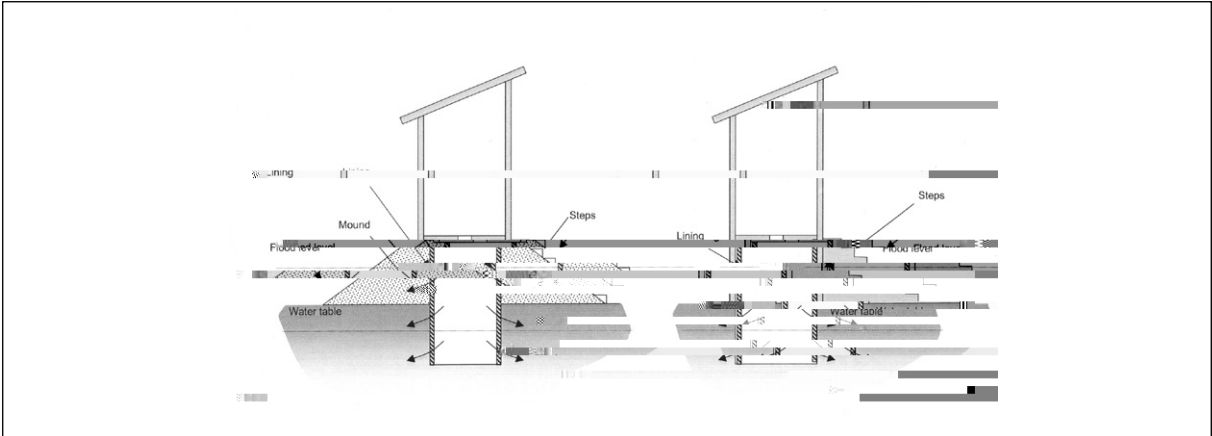 Lining
Mound
Steps
Flood level
Water table
Lining
Steps
Flood level
Water table